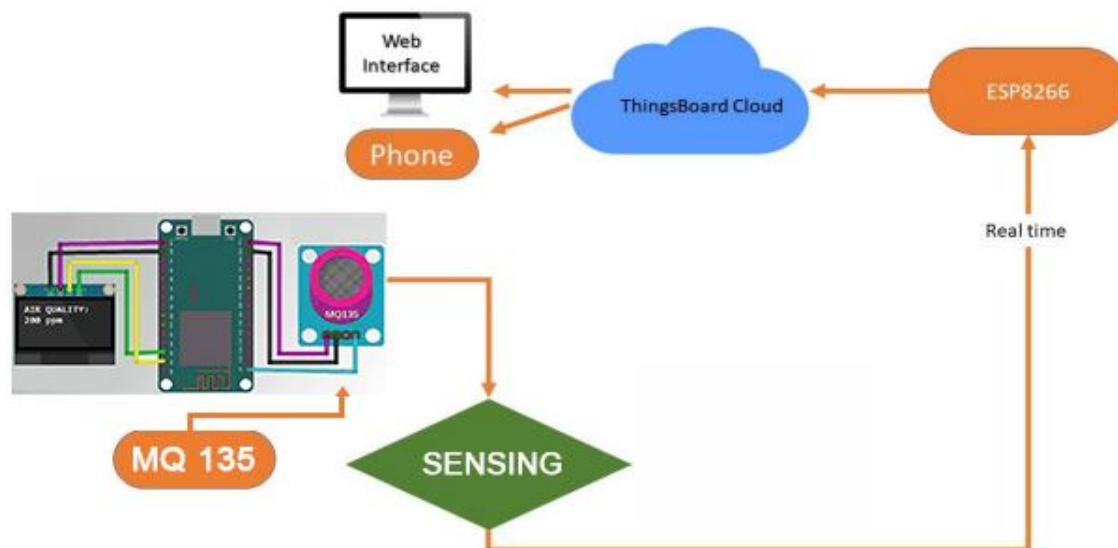 Web
Interface
ThingsBoard Cloud
ESP8266
Phone
Real time
AIR QUALITY:
200 ppm
MQ135
MQ 135
SENSING